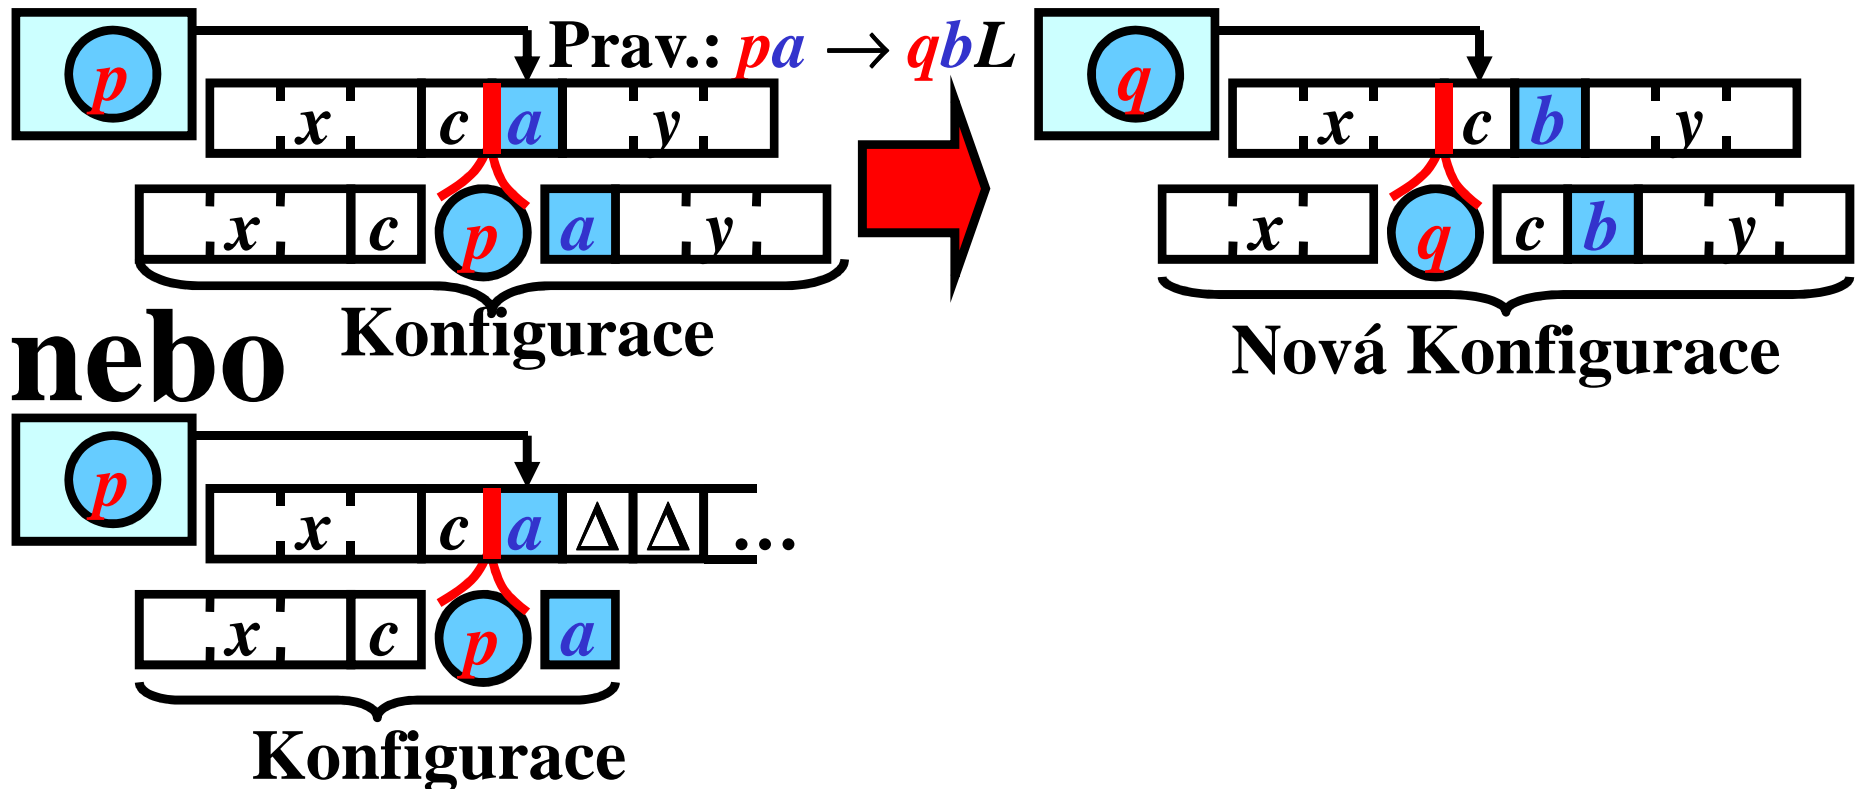 p Prav.: pa → qbL q
x c a y x c b y
x c p a y x q c b y
Konfigurace Nová Konfigurace
nebo
p
x c a Δ Δ ...
x c p a
Konfigurace